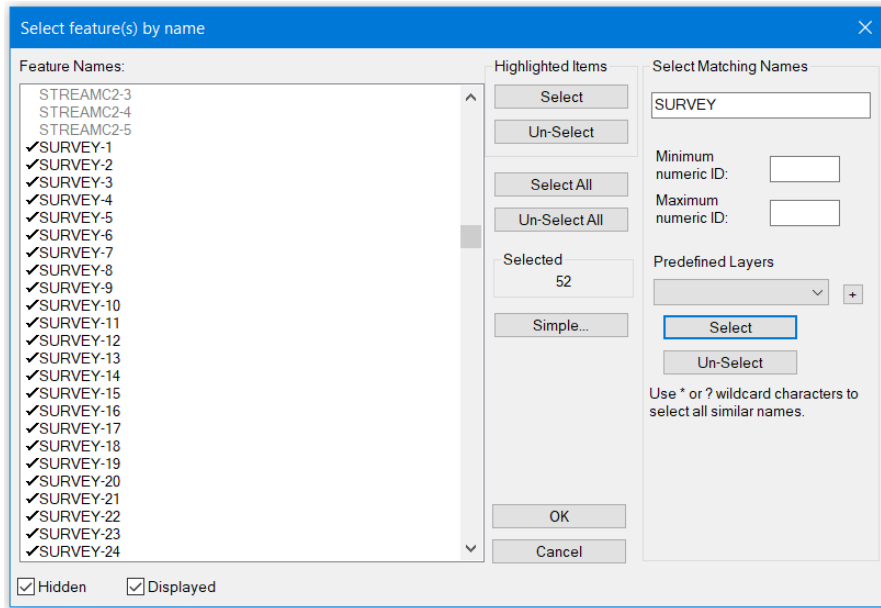 Select feature(s) by name
Feature Names:
STREAMC2-3
STREAMC2-4
STREAMC2-5
✓SURVEY-1
✓SURVEY-2
✓SURVEY-3
✓SURVEY-4
✓SURVEY-5
✓SURVEY-6
✓SURVEY-7
✓SURVEY-8
✓SURVEY-9
✓SURVEY-10
✓SURVEY-11
✓SURVEY-12
✓SURVEY-13
✓SURVEY-14
✓SURVEY-15
✓SURVEY-16
✓SURVEY-17
✓SURVEY-18
✓SURVEY-19
✓SURVEY-20
✓SURVEY-21
✓SURVEY-22
✓SURVEY-23
✓SURVEY-24
Hidden
Displayed
Highlighted Items
Select
Un-Select
Select All
Un-Select All
Selected
52
Simple...
OK
Cancel
Select Matching Names
SURVEY
Minimum
numeric ID:
Maximum
numeric ID:
Predefined Layers
+
Select
Un-Select
Use * or ? wildcard characters to
select all similar names.